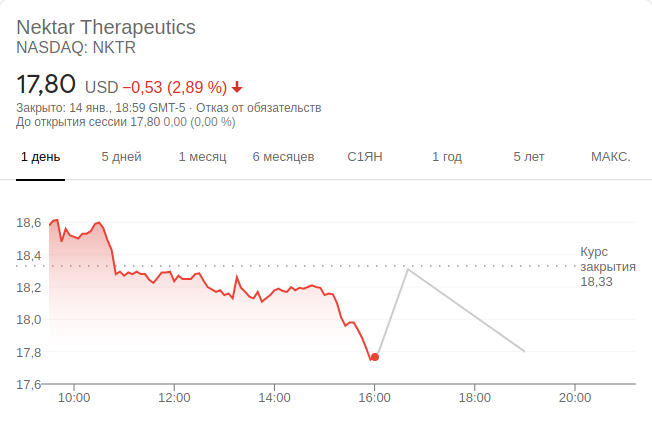 Nektar Therapeutics
NASDAQ: NKTR
17,80 USD −0,53 (2,89 %)
Закрыто: 14 янв., 18:59 GMT-5 · Отказ от обязательств
До открытия сессии 17,80 0,00 (0,00 %)
1 день 5 дней 1 месяц 6 месяцев С1ЯН 1 год 5 лет МАКС.
18,6
18,4
18,2
18,0
17,8
17,6
Курс
закрытия
18,33
10:00 12:00 14:00 16:00 18:00 20:00